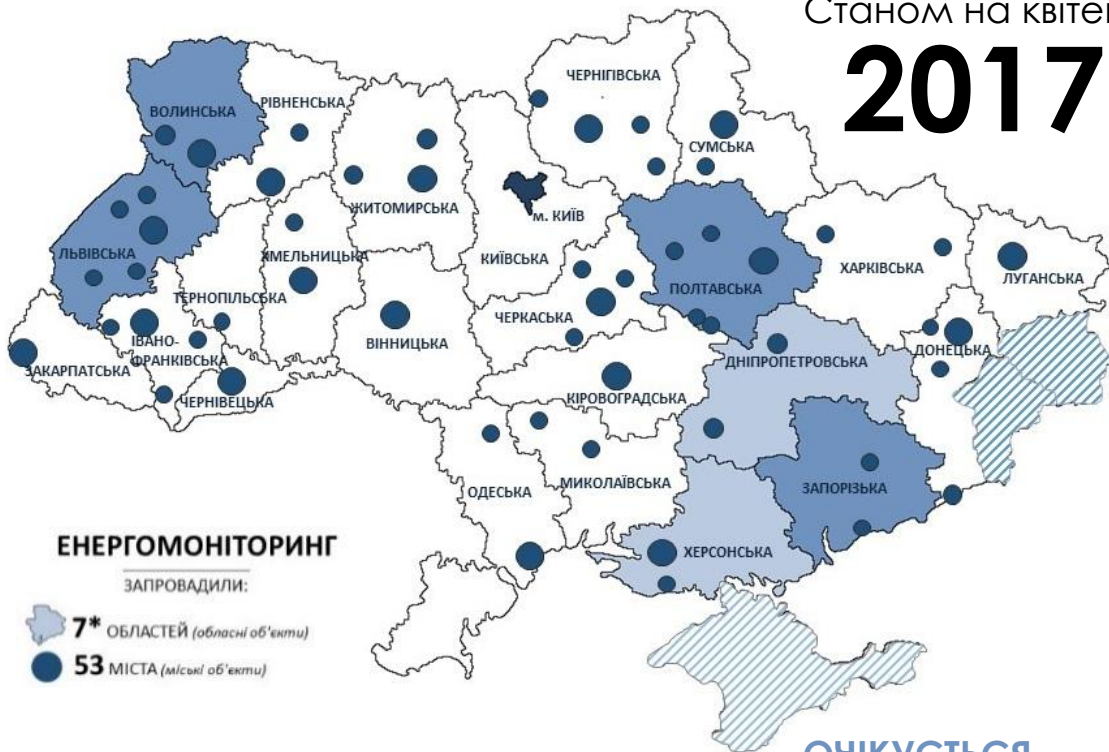 Станом на квітень
2017
ЧЕРНІГІВСЬКА
ВОЛИНСЬКА
РІВНЕНСЬКА
СУМСЬКА
ЖИТОМИРСЬКА
м. КИЇВ
ЛЬВІВСЬКА
ХМЕЛЬНИЦЬКА
КИЇВСЬКА
ХАРКІВСЬКА
ЛУГАНСЬКА
ПОЛТАВСЬКА
ТЕРНОПІЛЬСЬКА
ЧЕРКАСЬКА
ВІННИЦЬКА
ІВАНО-
ФРАНКІВСЬКА
ДОНЕЦЬКА
ДНІПРОПЕТРОВСЬКА
ЗАКАРПАТСЬКА
ЧЕРНІВЕЦЬКА
КІРОВОГРАДСЬКА
МИКОЛАЇВСЬКА
ЗАПОРІЗЬКА
ОДЕСЬКА
ХЕРСОНСЬКА
ЕНЕРГОМОНІТОРИНГ
ЗАПРОВАДИЛИ:
7* ОБЛАСТЕЙ (обласні об'єкти)
53 МІСТА (міські об'єкти)
ОЧІКУЄТЬСЯ